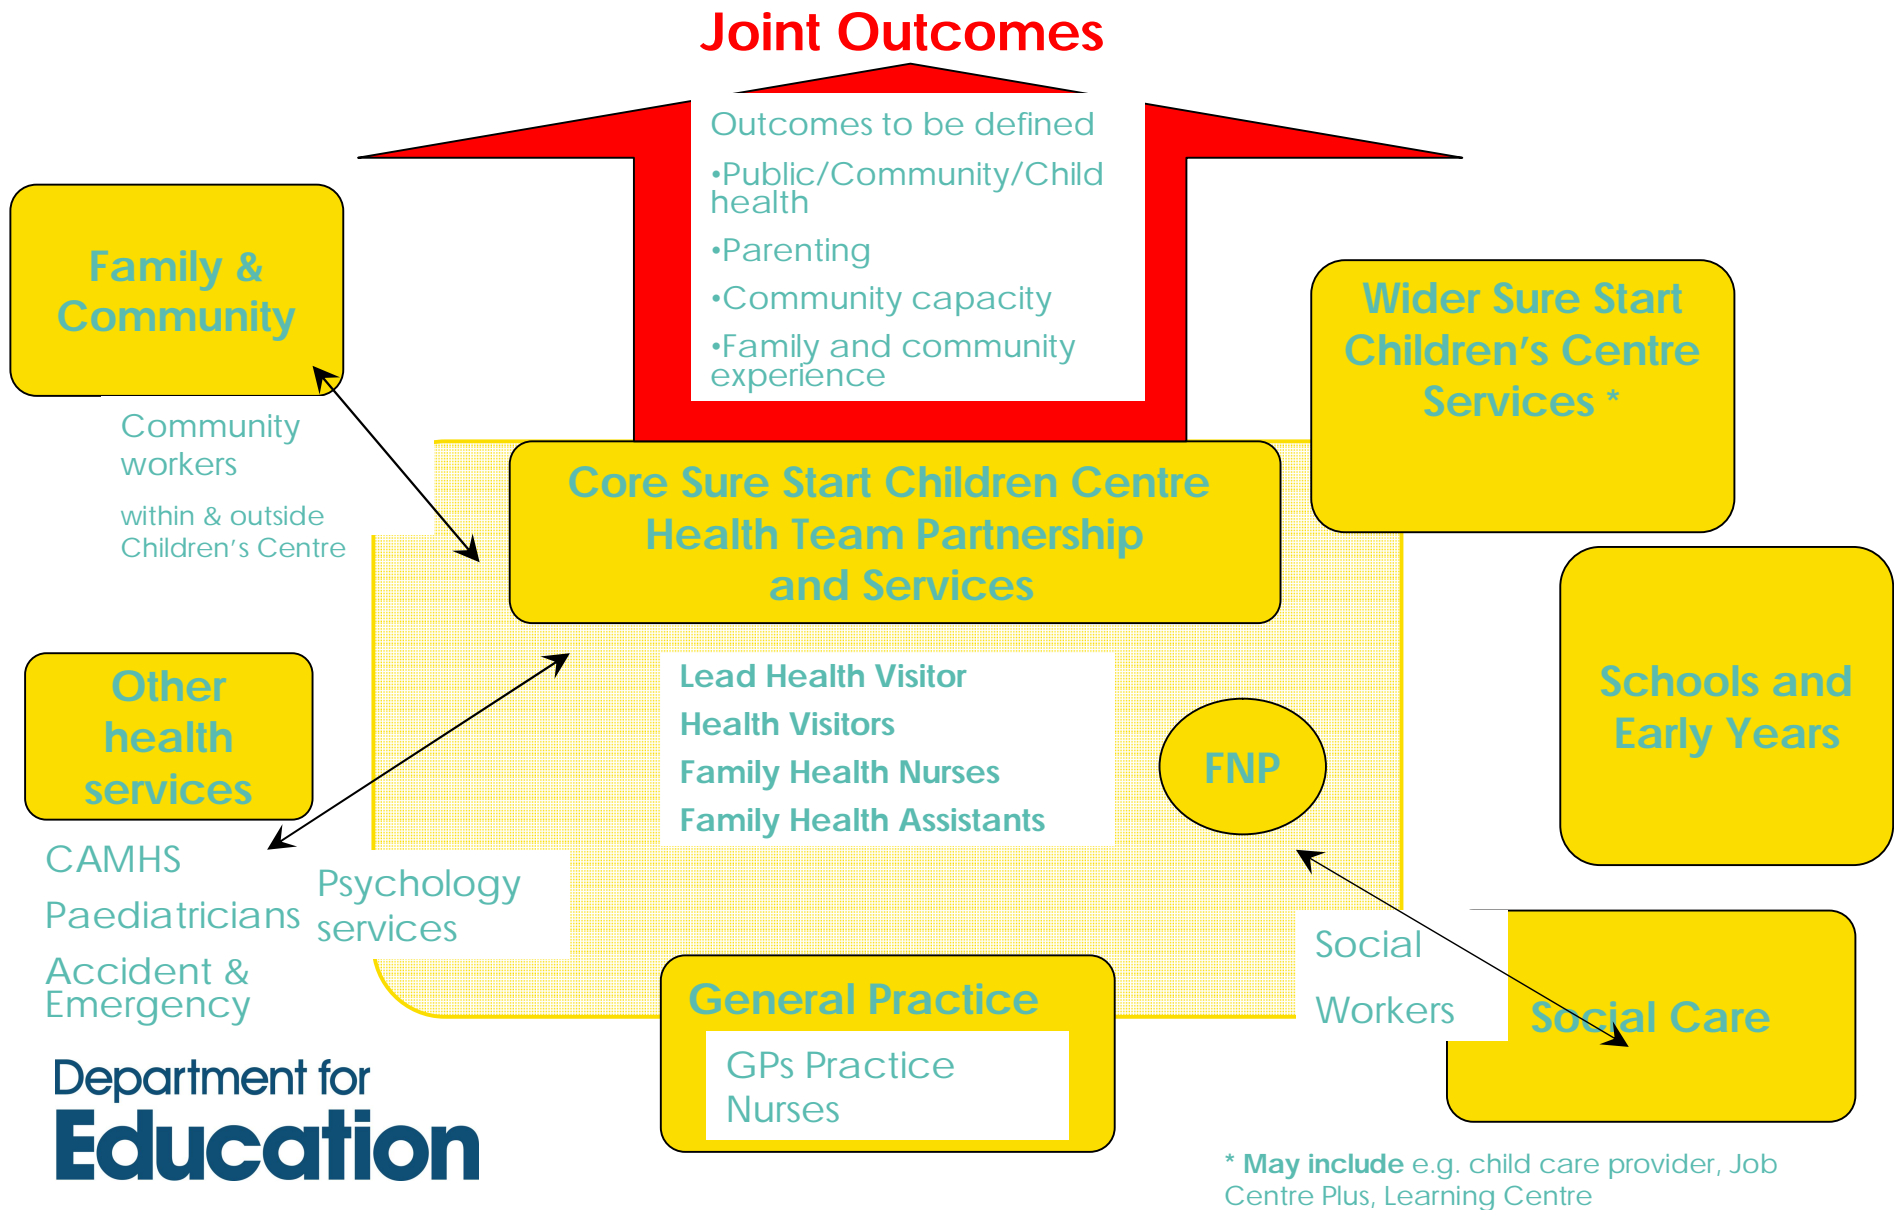 Joint Outcomes
Outcomes to be defined
•Public/Community/Child
health
•Parenting
•Community capacity
•Family and community
experience
Family &
Community
Community
workers
within & outside
Children's Centre
Wider Sure Start
Children's Centre
Services *
Core Sure Start Children Centre
Health Team Partnership
and Services
Lead Health Visitor
Health Visitors
Family Health Nurses
Family Health Assistants
FNP
Schools and
Early Years
Other
health
services
CAMHS
Paediatricians
Accident &
Emergency
Psychology
services
Social
Workers
Social Care
General Practice
GPs Practice
Nurses
Department for
Education
* May include e.g. child care provider, Job
Centre Plus, Learning Centre